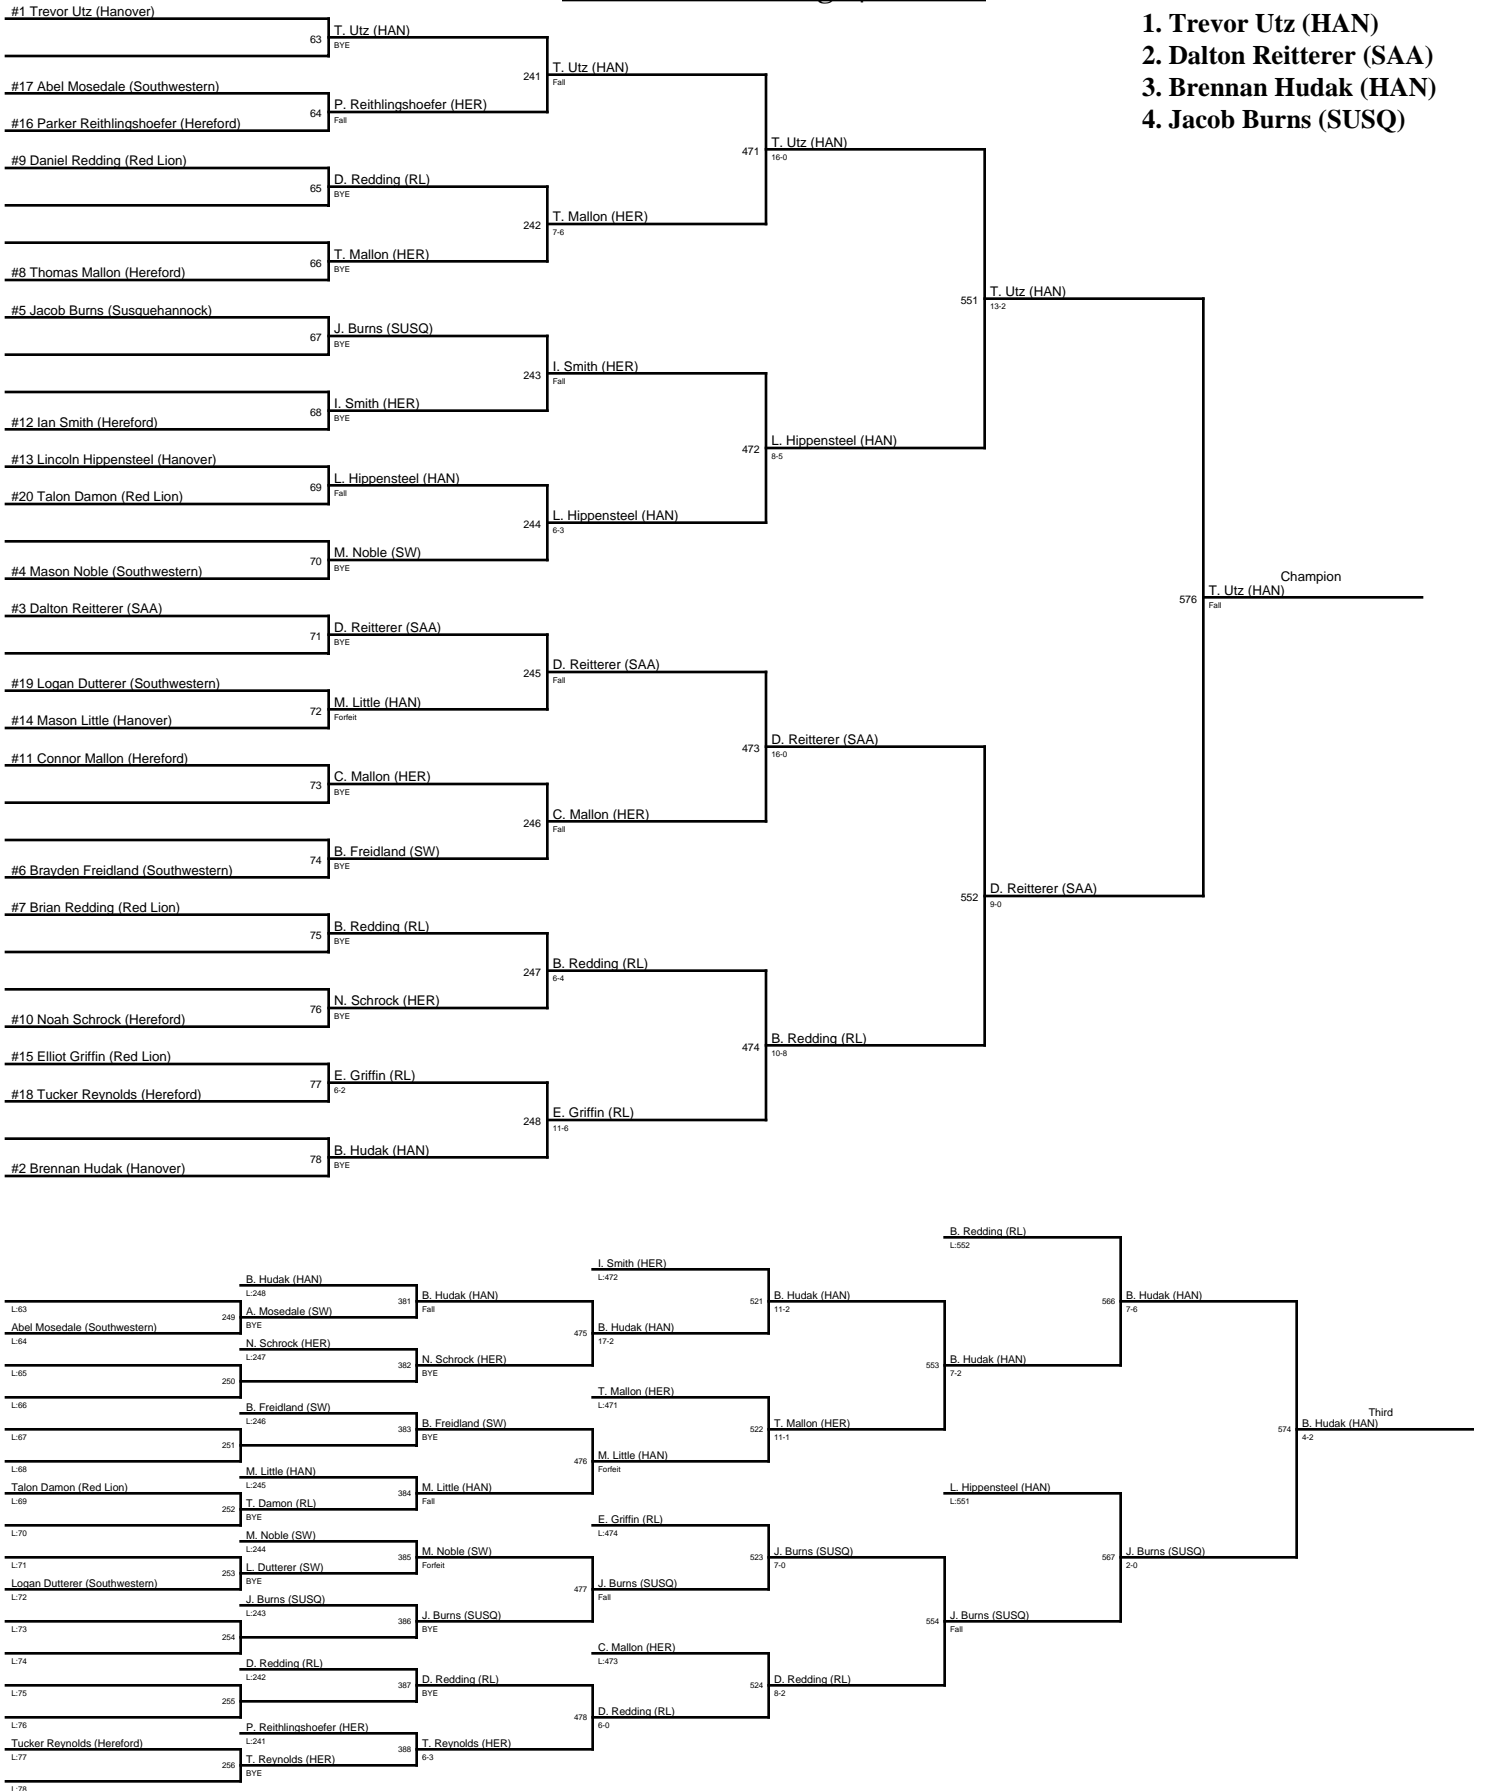 #1 Trevor Utz (Hanover)
63
T. Utz (HAN)
BYE
#17 Abel Mosedale (Southwestern)
#16 Parker Reithlingshoefer (Hereford)
64
P. Reithlingshoefer (HER)
Fall
241
T. Utz (HAN)
Fall
#9 Daniel Redding (Red Lion)
65
D. Redding (RL)
BYE
66
T. Mallon (HER)
BYE
#8 Thomas Mallon (Hereford)
242
T. Mallon (HER)
7-6
471
T. Utz (HAN)
16-0
#5 Jacob Burns (Susquehannock)
67
J. Burns (SUSQ)
BYE
68
I. Smith (HER)
BYE
#12 Ian Smith (Hereford)
243
I. Smith (HER)
Fall
#13 Lincoln Hippensteel (Hanover)
#20 Talon Damon (Red Lion)
69
L. Hippensteel (HAN)
Fall
70
M. Noble (SW)
BYE
#4 Mason Noble (Southwestern)
244
L. Hippensteel (HAN)
6-3
472
L. Hippensteel (HAN)
8-5
551
T. Utz (HAN)
13-2
#3 Dalton Reitterer (SAA)
71
D. Reitterer (SAA)
BYE
#19 Logan Dutterer (Southwestern)
#14 Mason Little (Hanover)
72
M. Little (HAN)
Forfeit
245
D. Reitterer (SAA)
Fall
#11 Connor Mallon (Hereford)
73
C. Mallon (HER)
BYE
74
B. Freidland (SW)
BYE
#6 Brayden Freidland (Southwestern)
246
C. Mallon (HER)
Fall
473
D. Reitterer (SAA)
16-0
#7 Brian Redding (Red Lion)
75
B. Redding (RL)
BYE
76
N. Schrock (HER)
BYE
#10 Noah Schrock (Hereford)
247
B. Redding (RL)
6-4
#15 Elliot Griffin (Red Lion)
#18 Tucker Reynolds (Hereford)
77
E. Griffin (RL)
6-2
78
B. Hudak (HAN)
BYE
#2 Brennan Hudak (Hanover)
248
E. Griffin (RL)
11-6
474
B. Redding (RL)
10-8
552
D. Reitterer (SAA)
9-0
576
Champion
T. Utz (HAN)
Fall
1. Trevor Utz (HAN)
2. Dalton Reitterer (SAA)
3. Brennan Hudak (HAN)
4. Jacob Burns (SUSQ)
L:63
Abel Mosedale (Southwestern)
L:64
L:65
L:66
L:67
L:68
Talon Damon (Red Lion)
L:69
L:70
L:71
Logan Dutterer (Southwestern)
L:72
L:73
L:74
L:75
L:76
Tucker Reynolds (Hereford)
L:77
L:78
B. Hudak (HAN)
L:248
249
A. Mosedale (SW)
BYE
N. Schrock (HER)
L:247
250
B. Freidland (SW)
L:246
251
M. Little (HAN)
L:245
252
T. Damon (RL)
BYE
M. Noble (SW)
L:244
253
L. Dutterer (SW)
BYE
J. Burns (SUSQ)
L:243
254
D. Redding (RL)
L:242
255
P. Reithlingshoefer (HER)
L:241
256
T. Reynolds (HER)
BYE
381
B. Hudak (HAN)
Fall
382
N. Schrock (HER)
BYE
383
B. Freidland (SW)
BYE
384
M. Little (HAN)
Fall
385
M. Noble (SW)
Forfeit
386
J. Burns (SUSQ)
BYE
387
D. Redding (RL)
BYE
388
T. Reynolds (HER)
6-3
I. Smith (HER)
L:472
475
B. Hudak (HAN)
17-2
T. Mallon (HER)
L:471
476
M. Little (HAN)
Forfeit
E. Griffin (RL)
L:474
477
J. Burns (SUSQ)
Fall
C. Mallon (HER)
L:473
478
D. Redding (RL)
6-0
521
B. Hudak (HAN)
11-2
522
T. Mallon (HER)
11-1
523
J. Burns (SUSQ)
7-0
524
D. Redding (RL)
8-2
B. Redding (RL)
L:552
553
B. Hudak (HAN)
7-2
L. Hippensteel (HAN)
L:551
554
J. Burns (SUSQ)
Fall
566
B. Hudak (HAN)
7-6
567
J. Burns (SUSQ)
2-0
574
Third
B. Hudak (HAN)
4-2